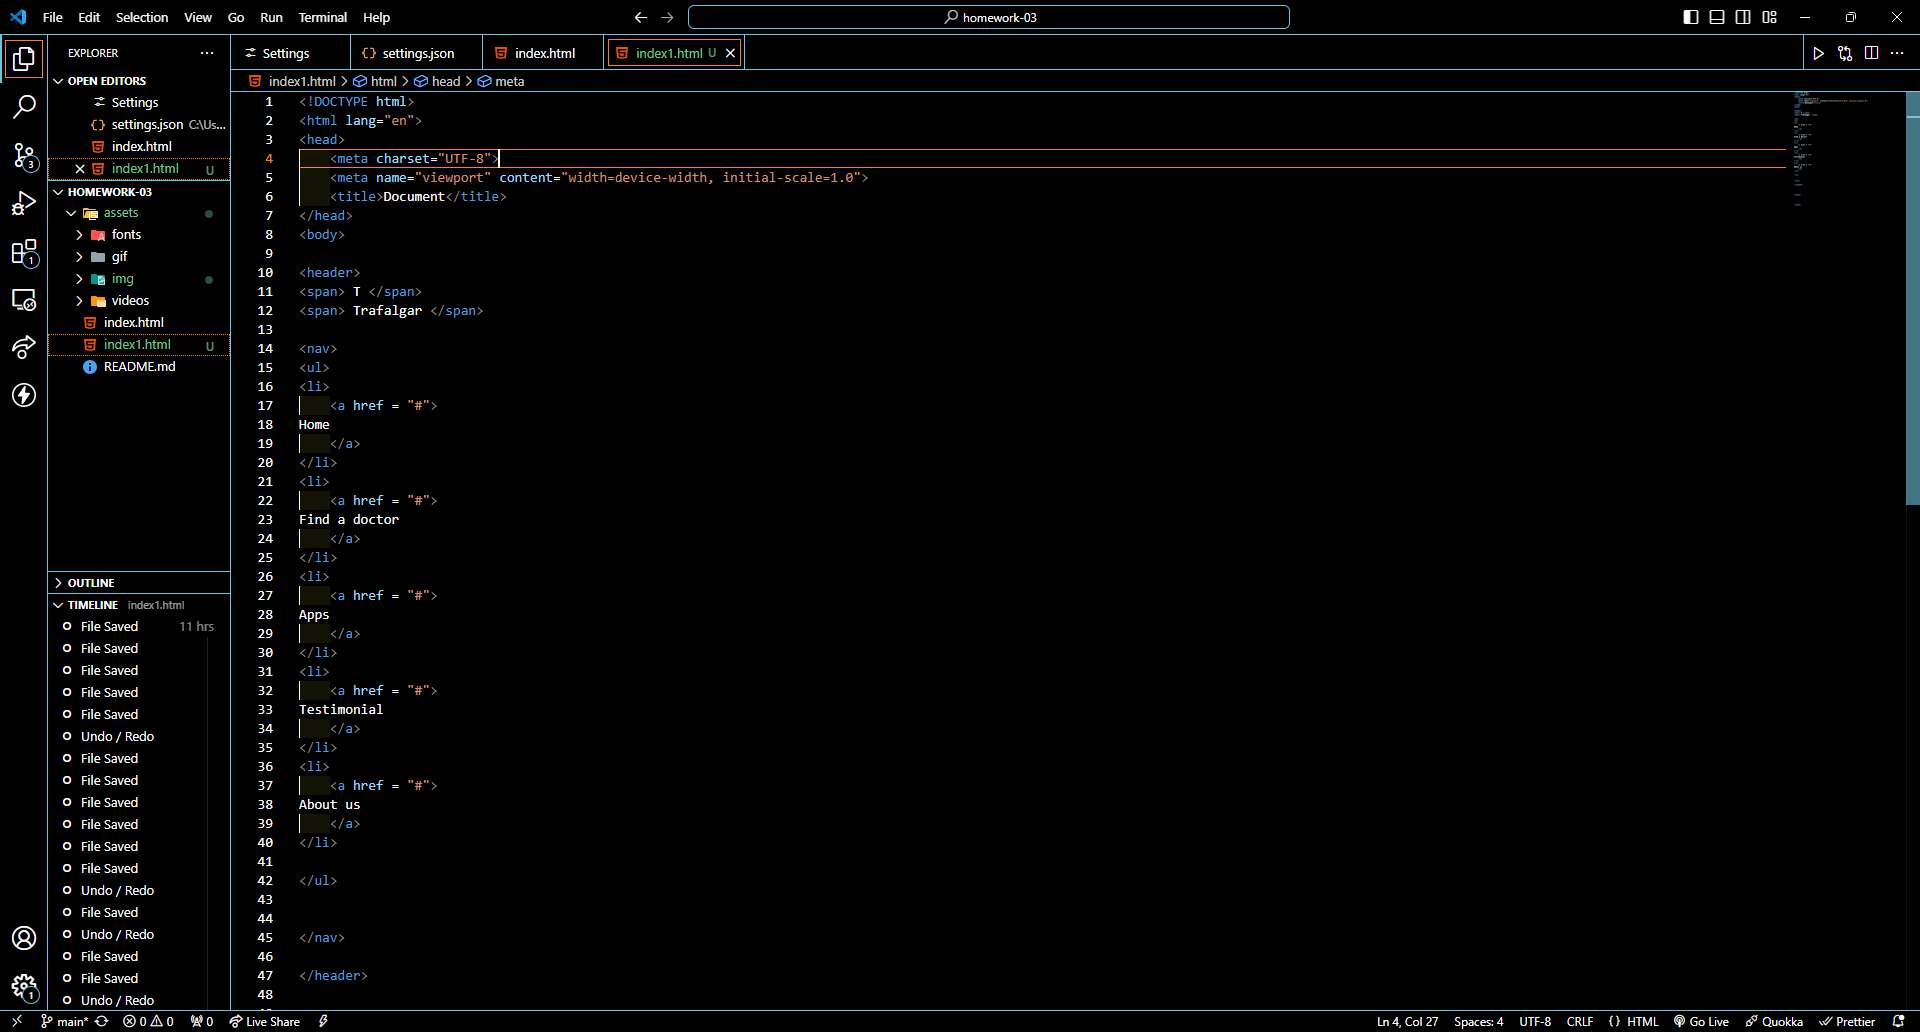 File Edit Selection View Go Run Terminal Help
homework-03
EXPLORER
Settings
settings.json
index.html
index1.html U
OPEN EDITORS
Settings
settings.json C:\Us...
index.html
index1.html U
HOMEWORK-03
assets
fonts
gif
img
videos
index.html
index1.html U
README.md
OUTLINE
TIMELINE index1.html
File Saved 11 hrs
File Saved
File Saved
File Saved
File Saved
Undo / Redo
File Saved
File Saved
File Saved
File Saved
File Saved
File Saved
Undo / Redo
File Saved
Undo / Redo
File Saved
File Saved
Undo / Redo
index1.html > html > head > meta
1 <!DOCTYPE html>
2 <html lang="en">
3 <head>
4 <meta charset="UTF-8">
5 <meta name="viewport" content="width=device-width, initial-scale=1.0">
6 <title>Document</title>
7 </head>
8 <body>
9
10 <header>
11 <span> T </span>
12 <span> Trafalgar </span>
13
14 <nav>
15 <ul>
16 <li>
17 <a href = "#">
18 Home
19 </a>
20 </li>
21 <li>
22 <a href = "#">
23 Find a doctor
24 </a>
25 </li>
26 <li>
27 <a href = "#">
28 Apps
29 </a>
30 </li>
31 <li>
32 <a href = "#">
33 Testimonial
34 </a>
35 </li>
36 <li>
37 <a href = "#">
38 About us
39 </a>
40 </li>
41
42 </ul>
43
44
45 </nav>
46
47 </header>
48
3
1
1
main* 0 0 0 Live Share
Ln 4, Col 27 Spaces: 4 UTF-8 CRLF {} HTML Go Live Quokka Prettier